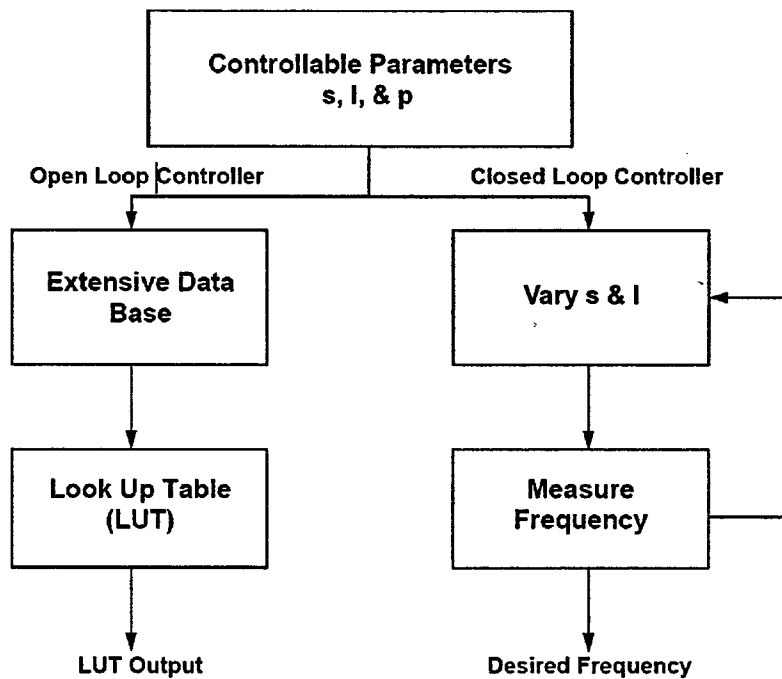 Controllable Parameters
s, l, & p
Open Loop Controller
Closed Loop Controller
Extensive Data
Base
Vary s & l
Look Up Table
(LUT)
Measure
Frequency
LUT Output
Desired Frequency